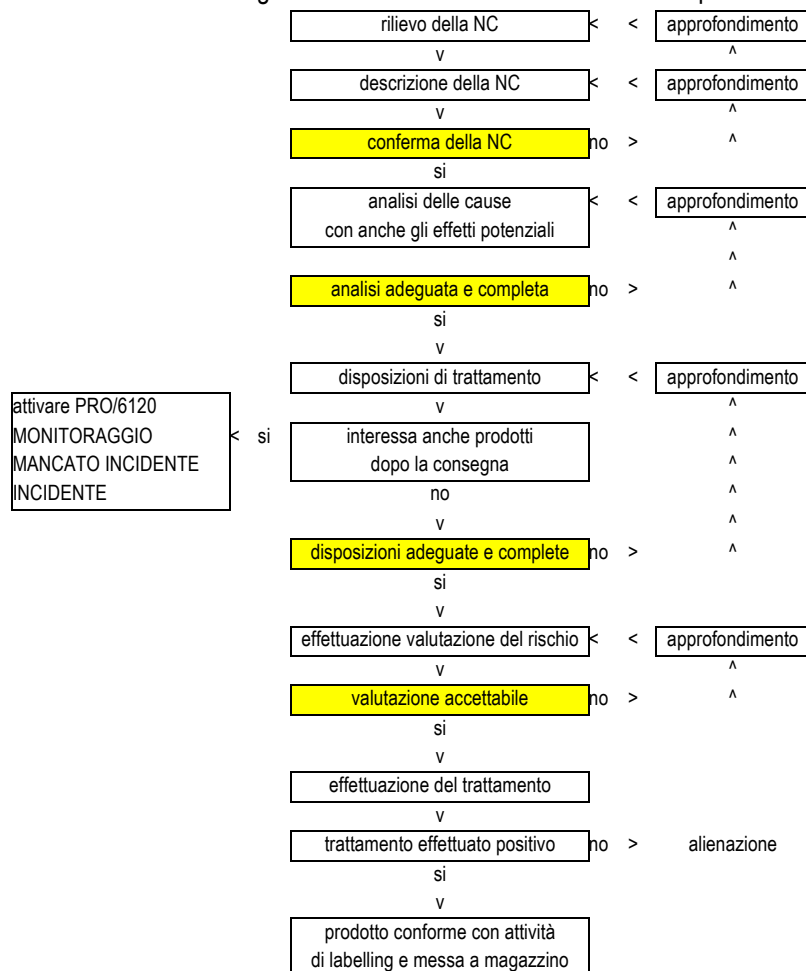 rilievo della NC < < approfondimento
v ^
descrizione della NC < < approfondimento
v ^
conferma della NC no > ^
si
analisi delle cause < < approfondimento
con anche gli effetti potenziali ^
^
analisi adeguata e completa no > ^
si
v
disposizioni di trattamento < < approfondimento
attivare PRO/6120 v ^
MONITORAGGIO < si interessa anche prodotti ^
MANCATO INCIDENTE dopo la consegna ^
INCIDENTE no ^
v ^
disposizioni adeguate e complete no > ^
si
v
effettuazione valutazione del rischio < < approfondimento
v ^
valutazione accettabile no > ^
si
v
effettuazione del trattamento
v
trattamento effettuato positivo no > alienazione
si
v
prodotto conforme con attività
di labelling e messa a magazzino